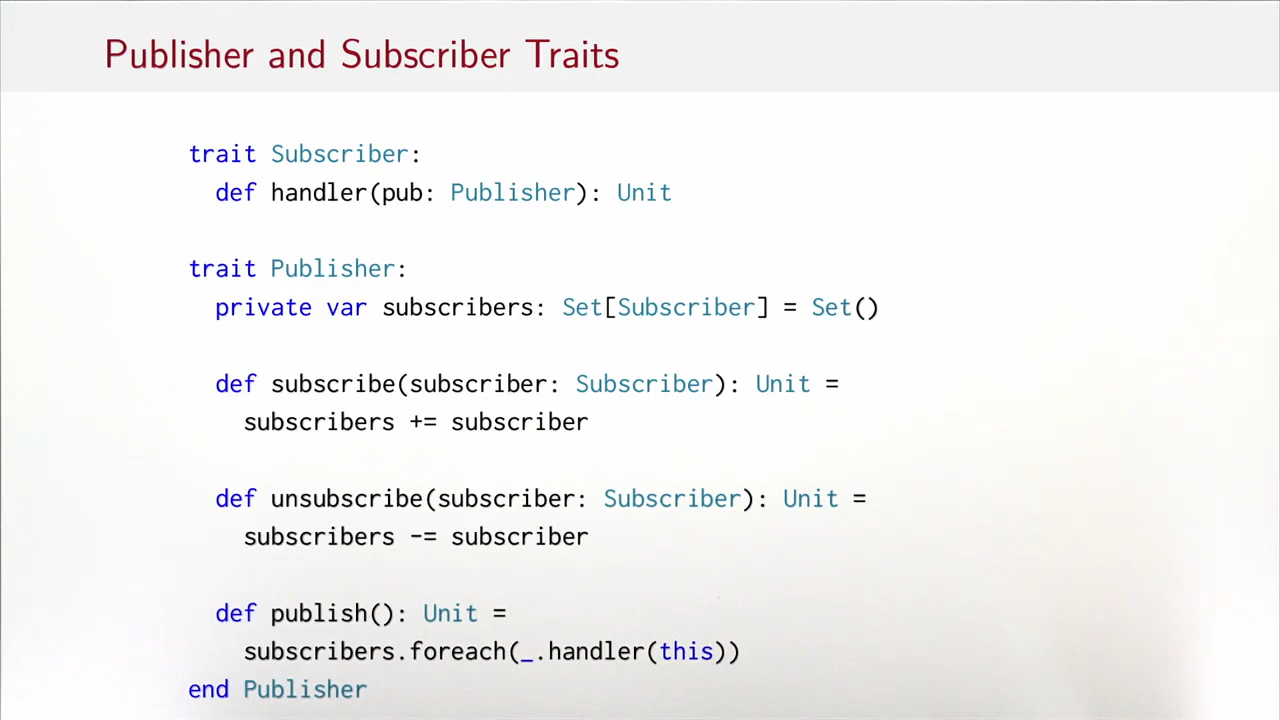 Publisher and Subscriber Traits
trait Subscriber:
  def handler(pub: Publisher): Unit
trait Publisher:
  private var subscribers: Set[Subscriber] = Set()
  def subscribe(subscriber: Subscriber): Unit =
    subscribers += subscriber
  def unsubscribe(subscriber: Subscriber): Unit =
    subscribers -= subscriber
  def publish(): Unit =
    subscribers.foreach(_.handler(this))
end Publisher